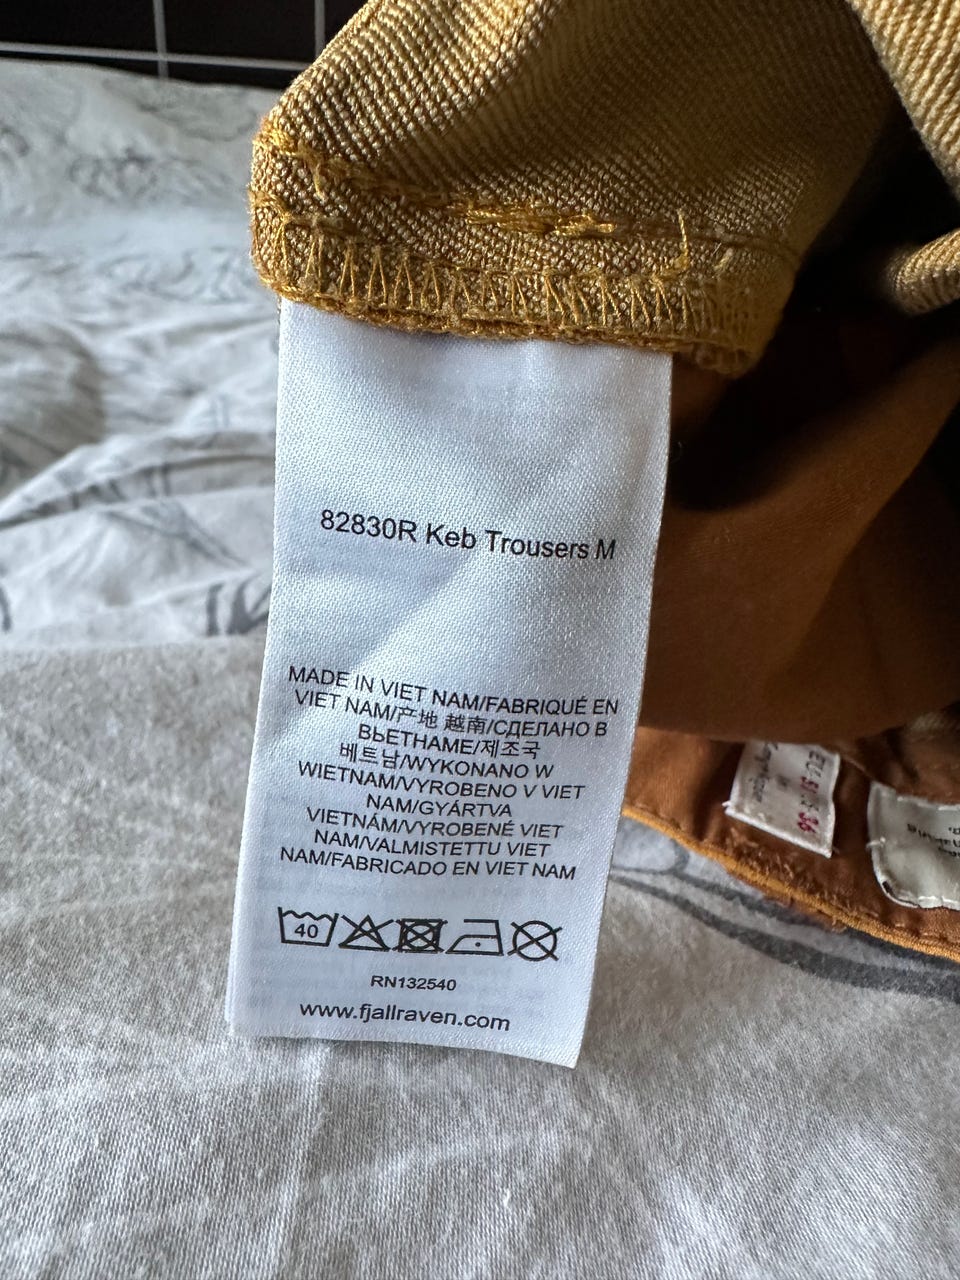 82830R Keb Trousers M
MADE IN VIET NAM/FABRIQUÉ EN
VIET NAM/产地 越南/СДЕЛАНО В
ВЬЕТНАМЕ/제조국
베트남/WYKONANO W
WIETNAM/VYROBENO V VIET
NAM/GYÁRTVA
VIETNÁM/VYROBENÉ VIET
NAM/VALMISTETTU VIET
NAM/FABRICADO EN VIET NAM
40
RN132540
www.fjallraven.com
36